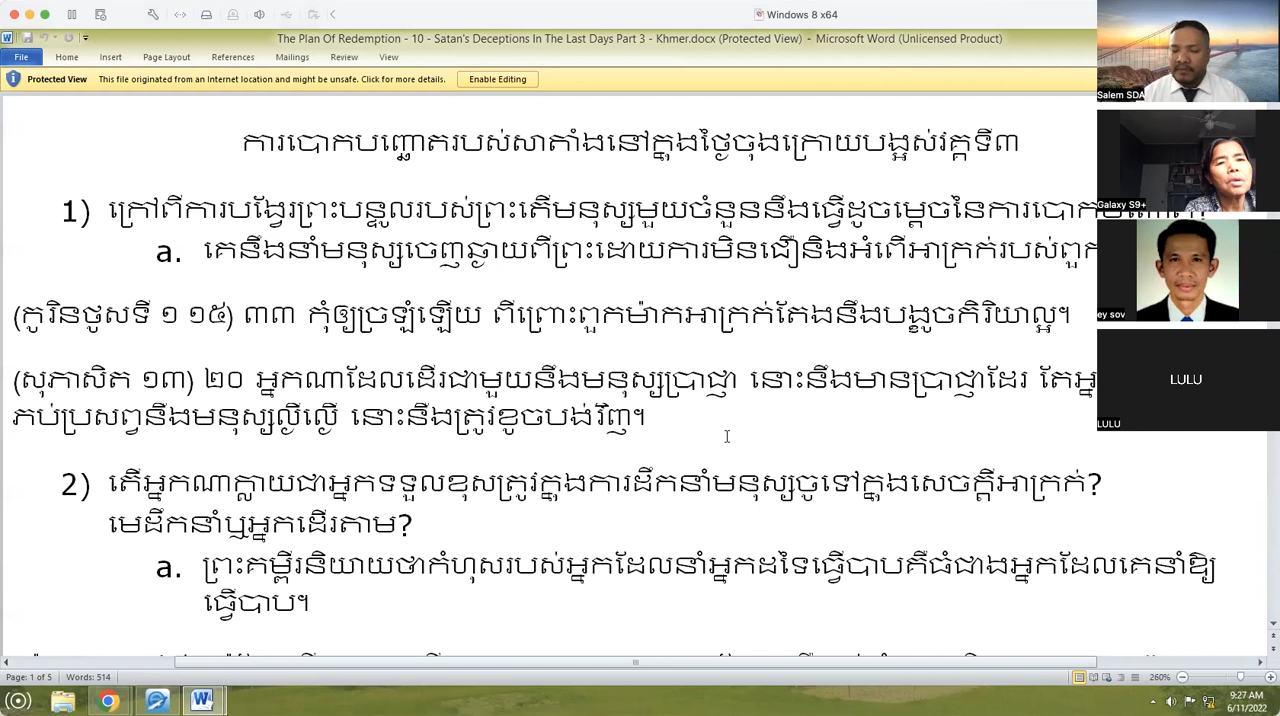 Windows 8 x64
The Plan Of Redemption - 10 - Satan's Deceptions In The Last Days Part 3 - Khmer.docx (Protected View) - Microsoft Word (Unlicensed Product)
File Home Insert Page Layout References Mailings Review View
Protected View This file originated from an Internet location and might be unsafe. Click for more details. Enable Editing
ការបោកបញ្ឆោតរបស់សាតាំងនៅក្នុងថ្ងៃចុងក្រោយបង្អស់វគ្គទី៣
1) ក្រៅពីការបង្វែរព្រះបន្ទូលរបស់ព្រះតើមនុស្សមួយចំនួននឹងធ្វើដូចម្តេចនៃការបោក
a. គេនឹងនាំមនុស្សចេញឆ្ងាយពីព្រះដោយការមិនជឿនិងអំពើអាក្រក់របស់ពួក
(កូរិនថូសទី ១ ១៥) ៣៣ កុំឲ្យច្រឡំឡើយ ពីព្រោះពួកម៉ាកអាក្រក់តែងនឹងបង្ខូចកិរិយាល្អ។
(សុភាសិត ១៣) ២០ អ្នកណាដែលដើរជាមួយនឹងមនុស្សប្រាជ្ញា នោះនឹងមានប្រាជ្ញាដែរ តែអ្ន
ភប់ប្រសព្វនឹងមនុស្សល្ងីល្ងើ នោះនឹងត្រូវខូចបង់វិញ។
2) តើអ្នកណាក្លាយជាអ្នកទទួលខុសត្រូវក្នុងការដឹកនាំមនុស្សចូទៅក្នុងសេចក្តីអាក្រក់?
មេដឹកនាំឬអ្នកដើរតាម?
a. ព្រះគម្ពីរនិយាយថាកំហុសរបស់អ្នកដែលនាំអ្នកដទៃធ្វើបាបគឺធំជាងអ្នកដែលគេនាំឱ្យ
ធ្វើបាប។
Salem SDA
Galaxy S9+
ey sov
LULU
LULU
Page: 1 of 5 Words: 514 260%
9:27 AM
6/11/2022